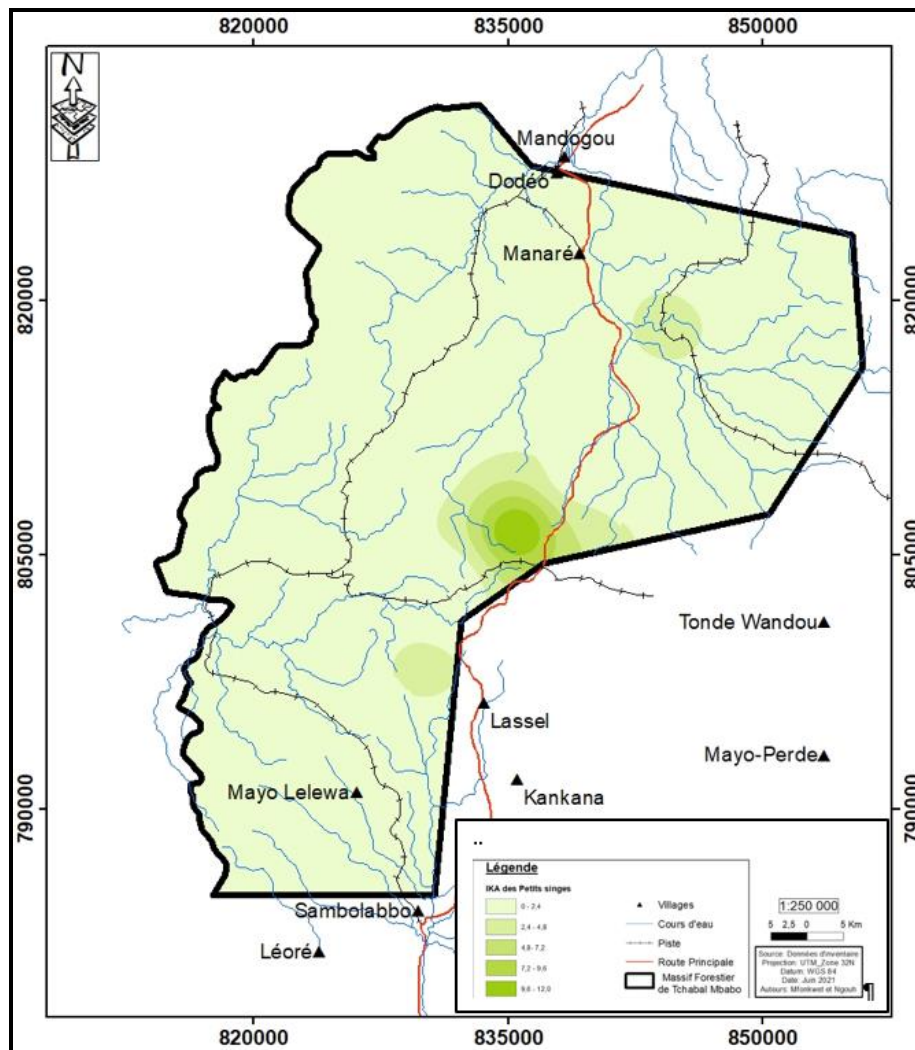 820000 835000 850000
N
Mandogou
Dodéo
Manaré
820000 820000
805000 805000
Tonde Wandou
Lassel
Mayo-Perde
Mayo Lelewa
Kankana
790000 790000
Sambolabbo
Léoré
..
Légende
IKA des Petits singes
0 - 2,4
2,4 - 4,8
4,8 - 7,2
7,2 - 9,6
9,6 - 12,0
Villages
Cours d'eau
Piste
Route Principale
Massif Forestier
de Tchabal Mbabo
1:250 000
5 2,5 0 5 Km
Source: Données d'inventaire
Projection: UTM_Zone 32N
Datum: WGS 84
Date: Juin 2021
Auteurs: Mfonkwet et Ngouh
¶
820000 835000 850000